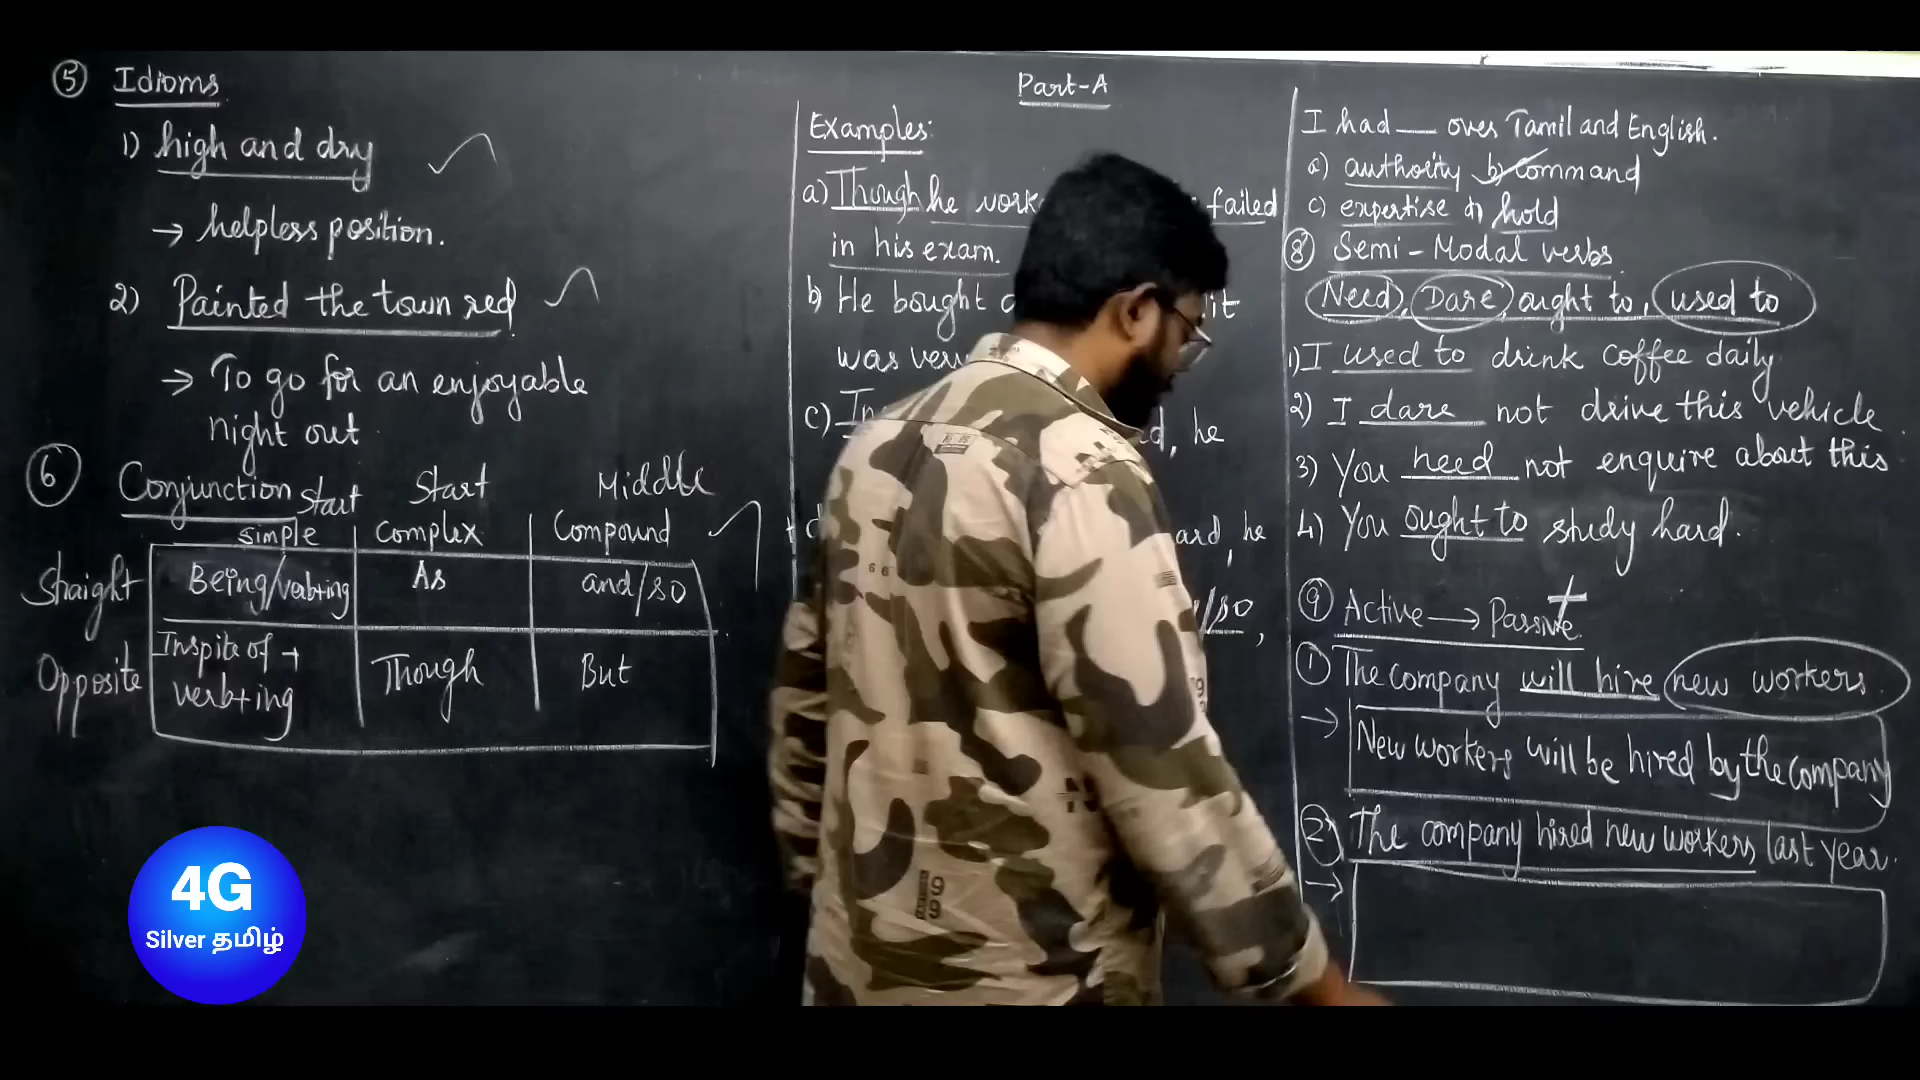 ⑤ Idioms
1) high and dry
→ helpless position.
2) Painted the town red
→ To go for an enjoyable
night out
⑥ Conjunction
Start Start Middle
simple complex Compound
Straight Being/verb+ing As and/so
Opposite Inspite of + verb+ing Though But
Part-A
Examples:
a) Though he failed
in his exam.
b) He bought it
was
c) he
ard, he
/so,
I had __ over Tamil and English.
a) authority b) command
c) expertise d) hold
⑧ Semi-Modal verbs
Need, Dare, ought to, used to
1) I used to drink coffee daily
2) I dare not drive this vehicle
3) You need not enquire about this
4) You ought to study hard.
⑨ Active → Passive
① The company will hire new workers.
→ New workers will be hired by the company
② The company hired new workers last year.
→
4G
Silver தமிழ்